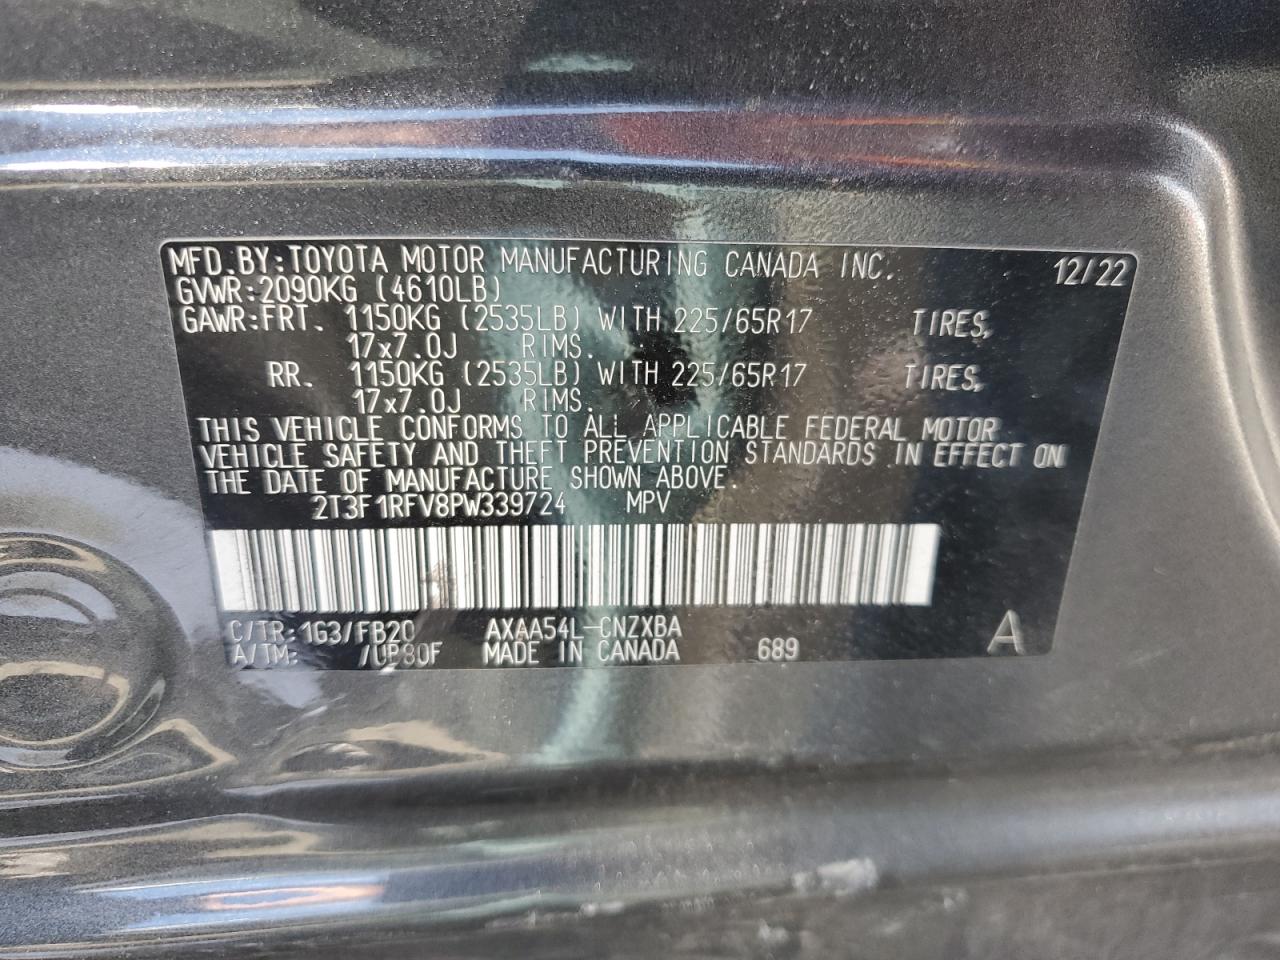 MFD.BY:TOYOTA MOTOR MANUFACTURING CANADA INC. 12/22
GVWR:2090KG (4610LB)
GAWR:FRT. 1150KG (2535LB) WITH 225/65R17 TIRES,
17x7.0J RIMS.
RR. 1150KG (2535LB) WITH 225/65R17 TIRES,
17x7.0J RIMS.
THIS VEHICLE CONFORMS TO ALL APPLICABLE FEDERAL MOTOR
VEHICLE SAFETY AND THEFT PREVENTION STANDARDS IN EFFECT ON
THE DATE OF MANUFACTURE SHOWN ABOVE.
2T3F1RFV8PW339724 MPV
C/TR:1G3/FB20 AXAA54L-CNZXBA
A/TM: /UB80F MADE IN CANADA 689 A